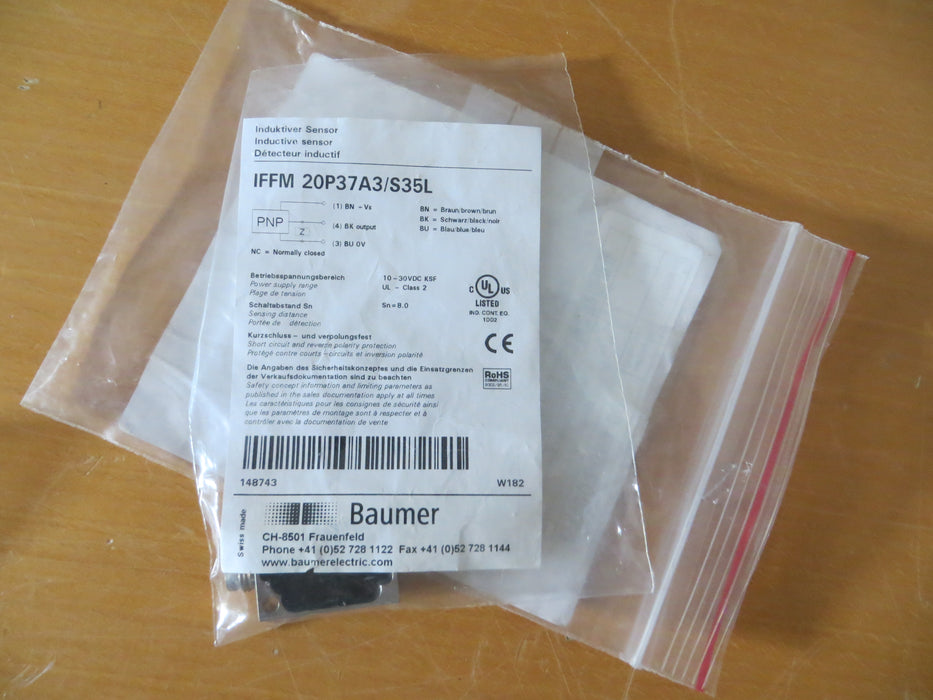 Induktiver Sensor
Inductive sensor
Détecteur inductif
IFFM 20P37A3/S35L
PNP
Z
(1) BN + Vs
(4) BK output
(3) BU 0V
BN = Braun/brown/brun
BK = Schwarz/black/noir
BU = Blau/blue/bleu
NC = Normally closed
Betriebsspannungsbereich 10-30VDC KSF
Power supply range UL - Class 2
Plage de tension
Schaltabstand Sn Sn=8.0
Sensing distance
Portée de détection
C UL US
LISTED
IND. CONT. EQ.
1002
Kurzschluss - und verpolungsfest
Short circuit and reverse polarity protection
Protégé contre courts-circuits et inversion polarité
CE
Die Angaben des Sicherheitskonzeptes und die Einsatzgrenzen
der Verkaufsdokumentation sind zu beachten
Safety concept information and limiting parameters as
published in the sales documentation apply at all times
Les caractéristiques pour les consignes de sécurité ainsi
que les paramètres de montage sont à respecter et à
contrôler avec la documentation de vente
RoHS
COMPLIANT
148743 W182
Swiss made
Baumer
CH-8501 Frauenfeld
Phone +41 (0)52 728 1122 Fax +41 (0)52 728 1144
www.baumerelectric.com